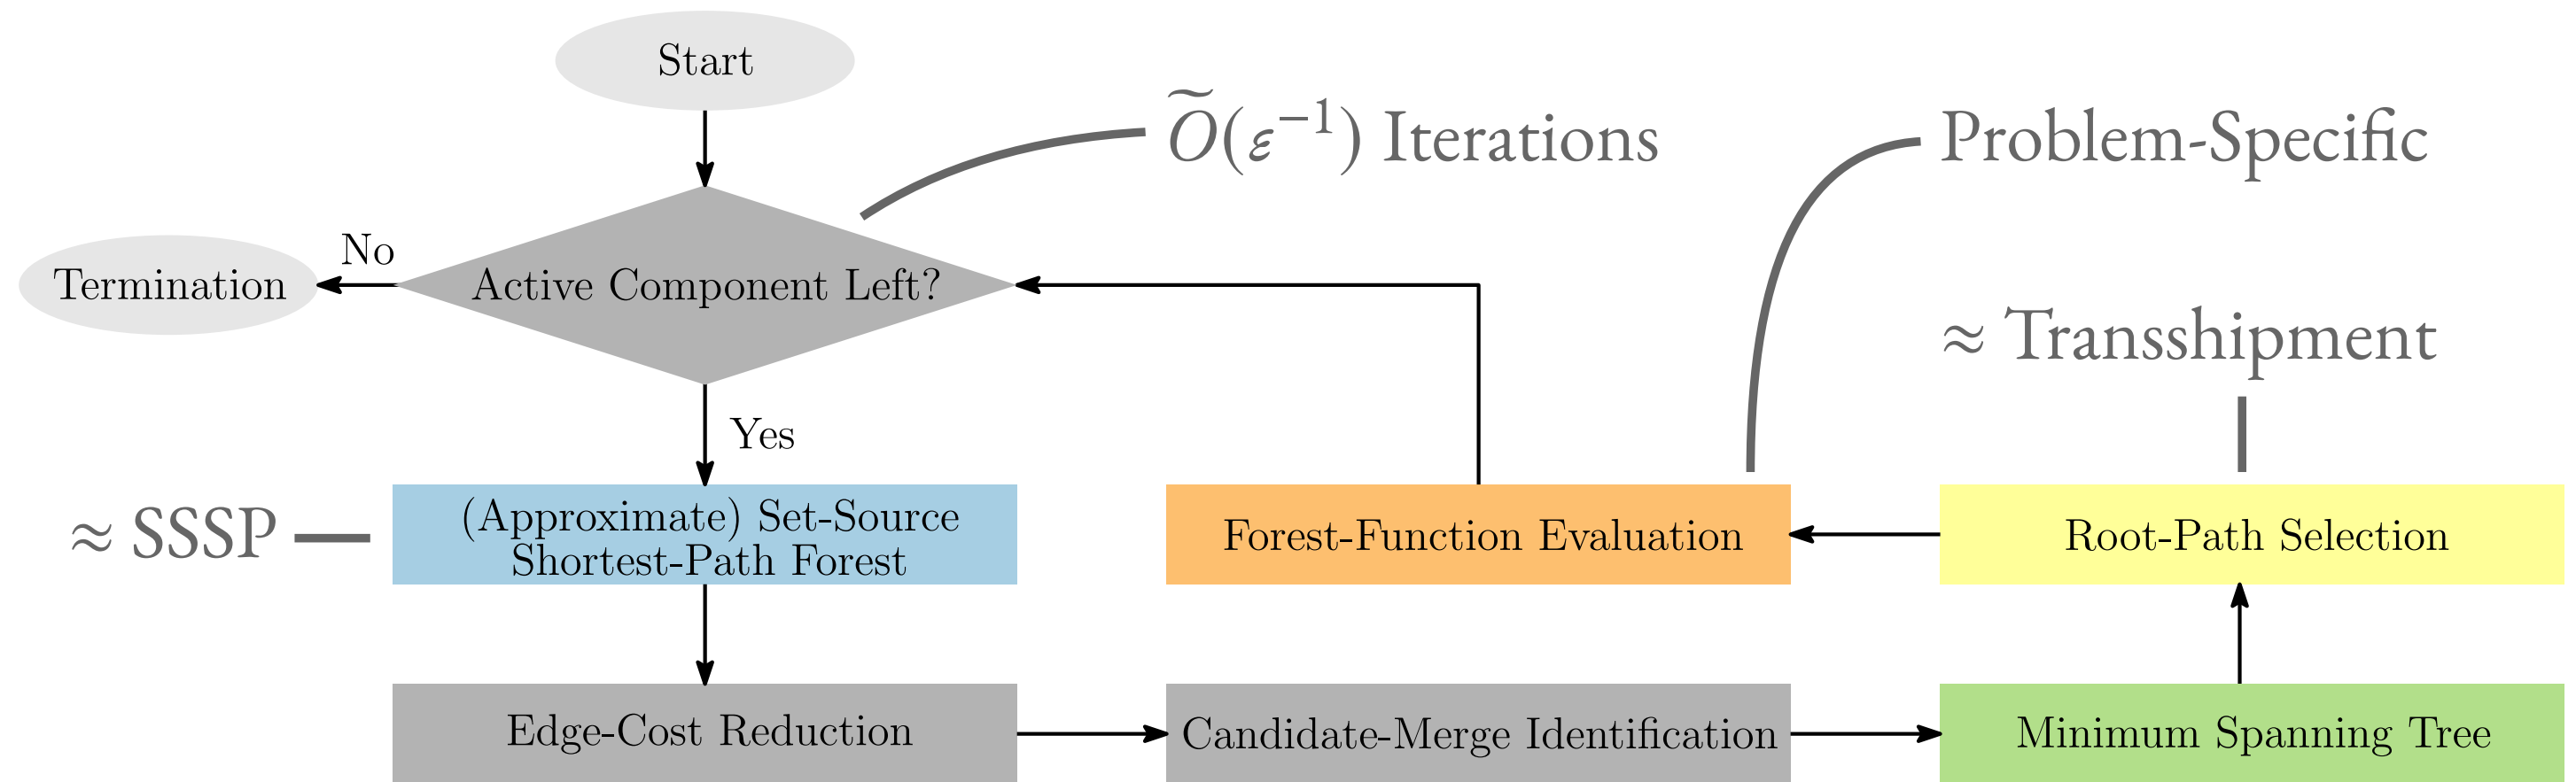 Start
Õ(ε⁻¹) Iterations
Problem-Specific
No
Termination
Active Component Left?
≈ Transshipment
Yes
≈ SSSP
(Approximate) Set-Source
Shortest-Path Forest
Forest-Function Evaluation
Root-Path Selection
Edge-Cost Reduction
Candidate-Merge Identification
Minimum Spanning Tree